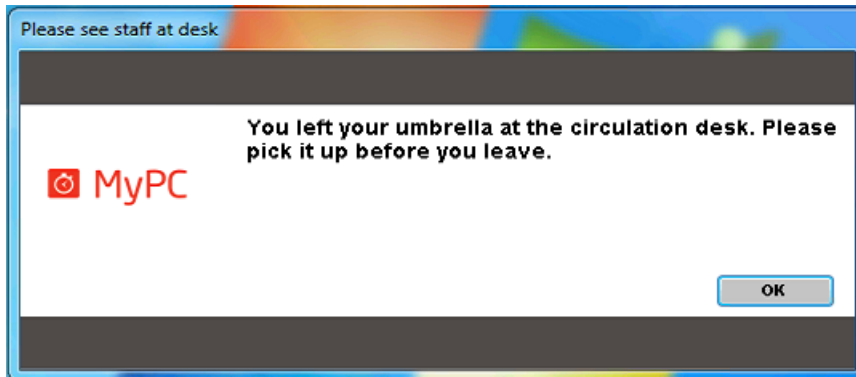 Please see staff at desk
You left your umbrella at the circulation desk. Please
pick it up before you leave.
MyPC
OK